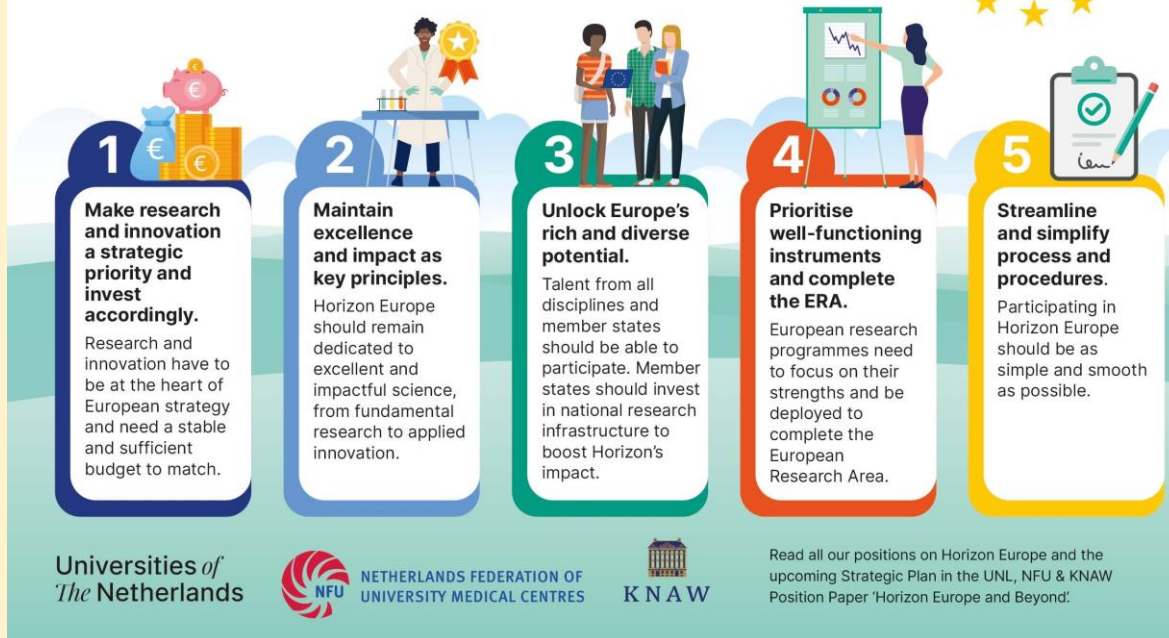 1
Make research
and innovation
a strategic
priority and
invest
accordingly.
Research and
innovation have to
be at the heart of
European strategy
and need a stable
and sufficient
budget to match.
2
Maintain
excellence
and impact as
key principles.
Horizon Europe
should remain
dedicated to
excellent and
impactful science,
from fundamental
research to applied
innovation.
3
Unlock Europe's
rich and diverse
potential.
Talent from all
disciplines and
member states
should be able to
participate. Member
states should invest
in national research
infrastructure to
boost Horizon's
impact.
4
Prioritise
well-functioning
instruments
and complete
the ERA.
European research
programmes need
to focus on their
strengths and be
deployed to
complete the
European
Research Area.
5
Streamline
and simplify
process and
procedures.
Participating in
Horizon Europe
should be as
simple and smooth
as possible.
Universities of
The Netherlands
NFU
NETHERLANDS FEDERATION OF
UNIVERSITY MEDICAL CENTRES
KNAW
Read all our positions on Horizon Europe and the
upcoming Strategic Plan in the UNL, NFU & KNAW
Position Paper 'Horizon Europe and Beyond'.